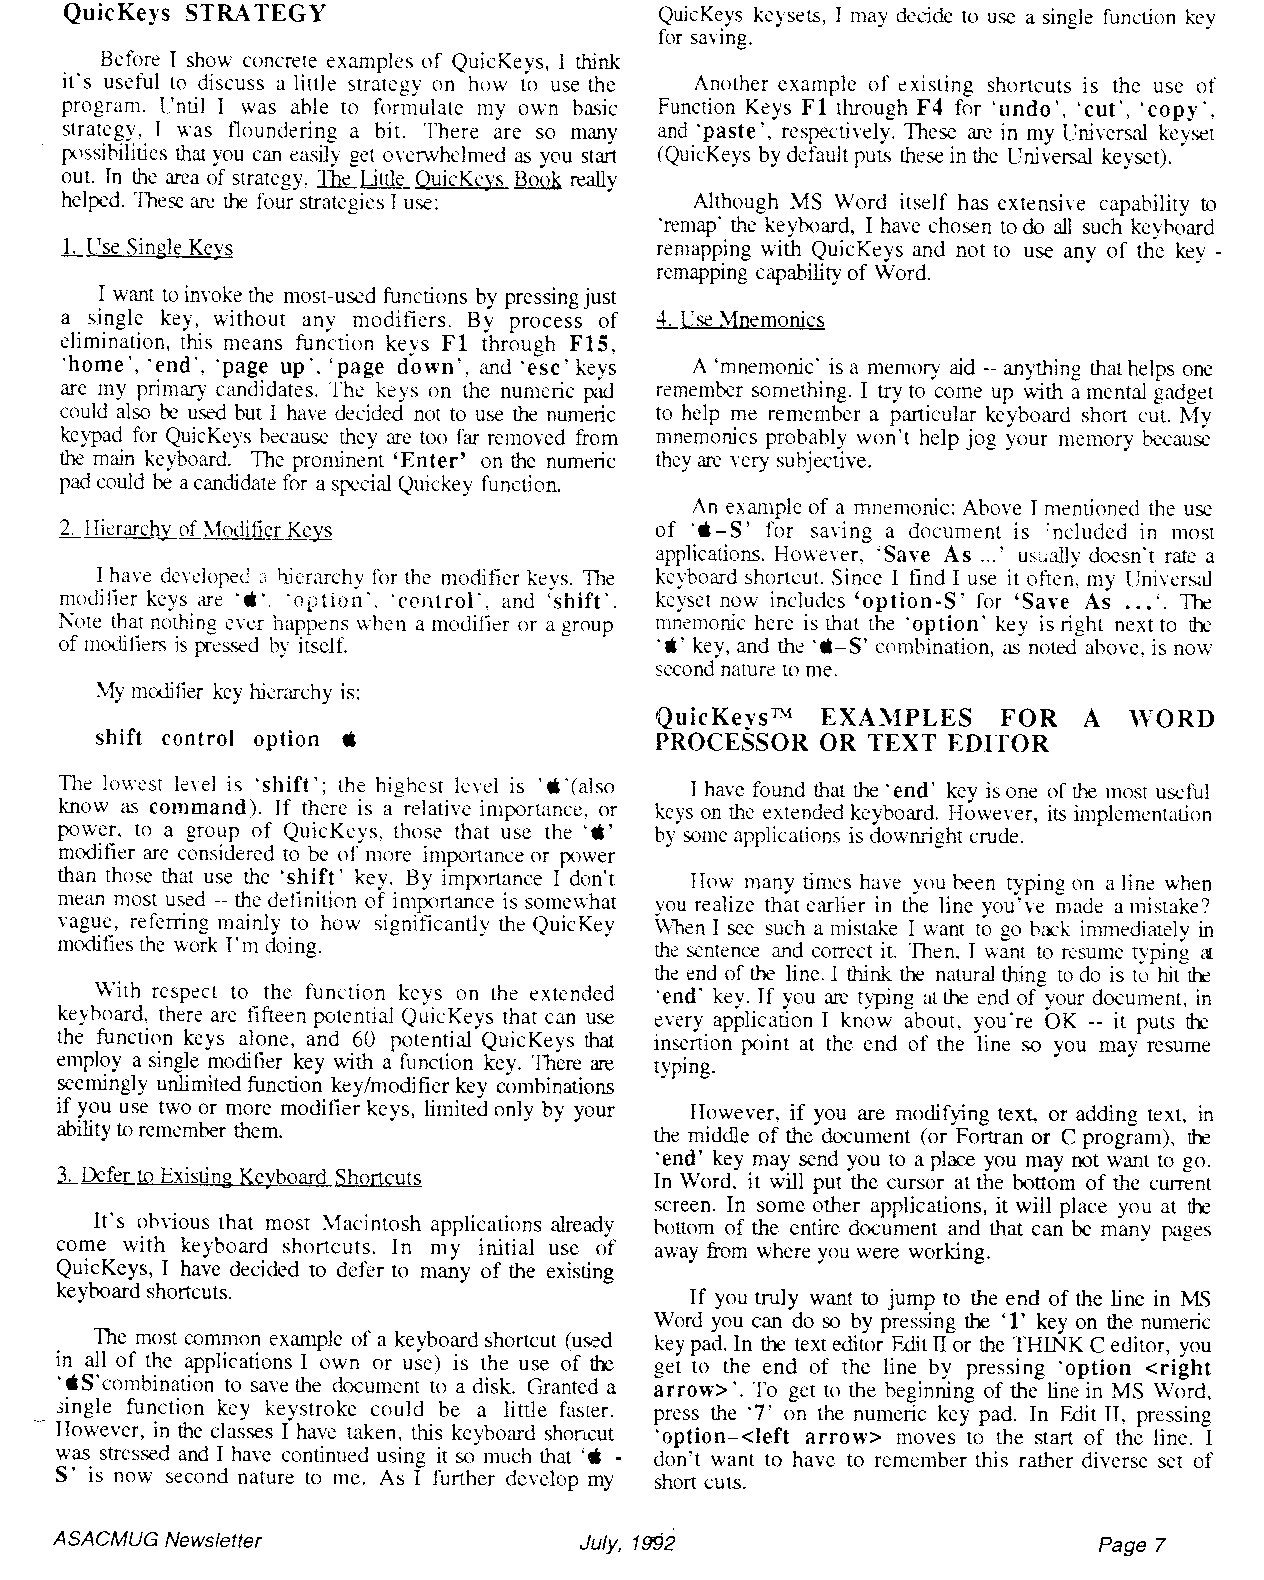 QuicKeys STRATEGY
Before I show concrete examples of QuicKeys, I think
it's useful to discuss a little strategy on how to use the
program. Until I was able to formulate my own basic
strategy, I was floundering a bit. There are so many
possibilities that you can easily get overwhelmed as you start
out. In the area of strategy, The Little QuicKeys Book really
helped. These are the four strategies I use:
1. Use Single Keys
I want to invoke the most-used functions by pressing just
a single key, without any modifiers. By process of
elimination, this means function keys F1 through F15,
'home', 'end', 'page up', 'page down', and 'esc' keys
are my primary candidates. The keys on the numeric pad
could also be used but I have decided not to use the numeric
keypad for QuicKeys because they are too far removed from
the main keyboard. The prominent 'Enter' on the numeric
pad could be a candidate for a special Quickey function.
2. Hierarchy of Modifier Keys
I have developed a hierarchy for the modifier keys. The
modifier keys are '', 'option', 'control', and 'shift'.
Note that nothing ever happens when a modifier or a group
of modifiers is pressed by itself.
My modifier key hierarchy is:
shift control option 
The lowest level is 'shift'; the highest level is ''(also
know as command). If there is a relative importance, or
power, to a group of QuicKeys, those that use the ''
modifier are considered to be of more importance or power
than those that use the 'shift' key. By importance I don't
mean most used -- the definition of importance is somewhat
vague, referring mainly to how significantly the QuicKey
modifies the work I'm doing.
With respect to the function keys on the extended
keyboard, there are fifteen potential QuicKeys that can use
the function keys alone, and 60 potential QuicKeys that
employ a single modifier key with a function key. There are
seemingly unlimited function key/modifier key combinations
if you use two or more modifier keys, limited only by your
ability to remember them.
3. Defer to Existing Keyboard Shortcuts
It's obvious that most Macintosh applications already
come with keyboard shortcuts. In my initial use of
QuicKeys, I have decided to defer to many of the existing
keyboard shortcuts.
The most common example of a keyboard shortcut (used
in all of the applications I own or use) is the use of the
'S'combination to save the document to a disk. Granted a
single function key keystroke could be a little faster.
However, in the classes I have taken, this keyboard shortcut
was stressed and I have continued using it so much that ' -
S' is now second nature to me. As I further develop my
QuicKeys keysets, I may decide to use a single function key
for saving.
Another example of existing shortcuts is the use of
Function Keys F1 through F4 for 'undo', 'cut', 'copy',
and 'paste', respectively. These are in my Universal keyset
(QuicKeys by default puts these in the Universal keyset).
Although MS Word itself has extensive capability to
'remap' the keyboard, I have chosen to do all such keyboard
remapping with QuicKeys and not to use any of the key -
remapping capability of Word.
4. Use Mnemonics
A 'mnemonic' is a memory aid -- anything that helps one
remember something. I try to come up with a mental gadget
to help me remember a particular keyboard short cut. My
mnemonics probably won't help jog your memory because
they are very subjective.
An example of a mnemonic: Above I mentioned the use
of '–S' for saving a document is included in most
applications. However, 'Save As ...' usually doesn't rate a
keyboard shortcut. Since I find I use it often, my Universal
keyset now includes 'option-S' for 'Save As ...'. The
mnemonic here is that the 'option' key is right next to the
'' key, and the '–S' combination, as noted above, is now
second nature to me.
QuicKeys™ EXAMPLES FOR A WORD
PROCESSOR OR TEXT EDITOR
I have found that the 'end' key is one of the most useful
keys on the extended keyboard. However, its implementation
by some applications is downright crude.
How many times have you been typing on a line when
you realize that earlier in the line you've made a mistake?
When I see such a mistake I want to go back immediately in
the sentence and correct it. Then, I want to resume typing at
the end of the line. I think the natural thing to do is to hit the
'end' key. If you are typing at the end of your document, in
every application I know about, you're OK -- it puts the
insertion point at the end of the line so you may resume
typing.
However, if you are modifying text, or adding text, in
the middle of the document (or Fortran or C program), the
'end' key may send you to a place you may not want to go.
In Word, it will put the cursor at the bottom of the current
screen. In some other applications, it will place you at the
bottom of the entire document and that can be many pages
away from where you were working.
If you truly want to jump to the end of the line in MS
Word you can do so by pressing the '1' key on the numeric
key pad. In the text editor Edit II or the THINK C editor, you
get to the end of the line by pressing 'option <right
arrow>'. To get to the beginning of the line in MS Word,
press the '7' on the numeric key pad. In Edit II, pressing
'option–<left arrow> moves to the start of the line. I
don't want to have to remember this rather diverse set of
short cuts.
ASACMUG Newsletter
July, 1992
Page 7